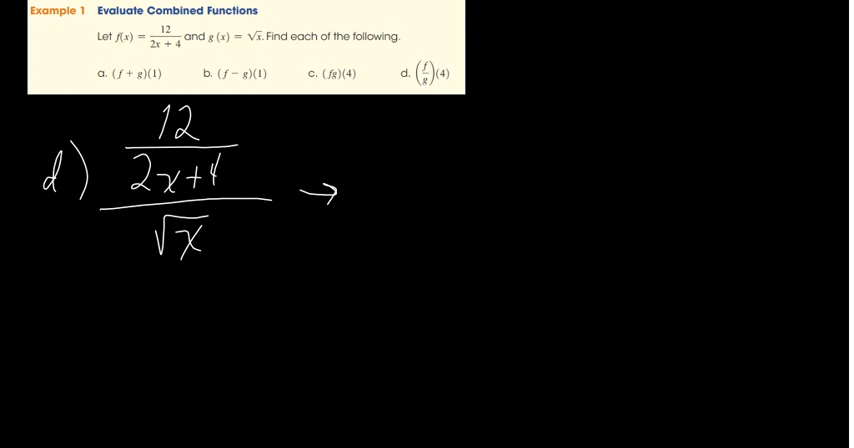 Example 1 Evaluate Combined Functions
Let f(x) = 12/(2x + 4) and g (x) = √x. Find each of the following.
a. (f + g)(1) b. (f − g)(1) c. (fg)(4) d. (f/g)(4)
d) (12/(2x+4))/√x →